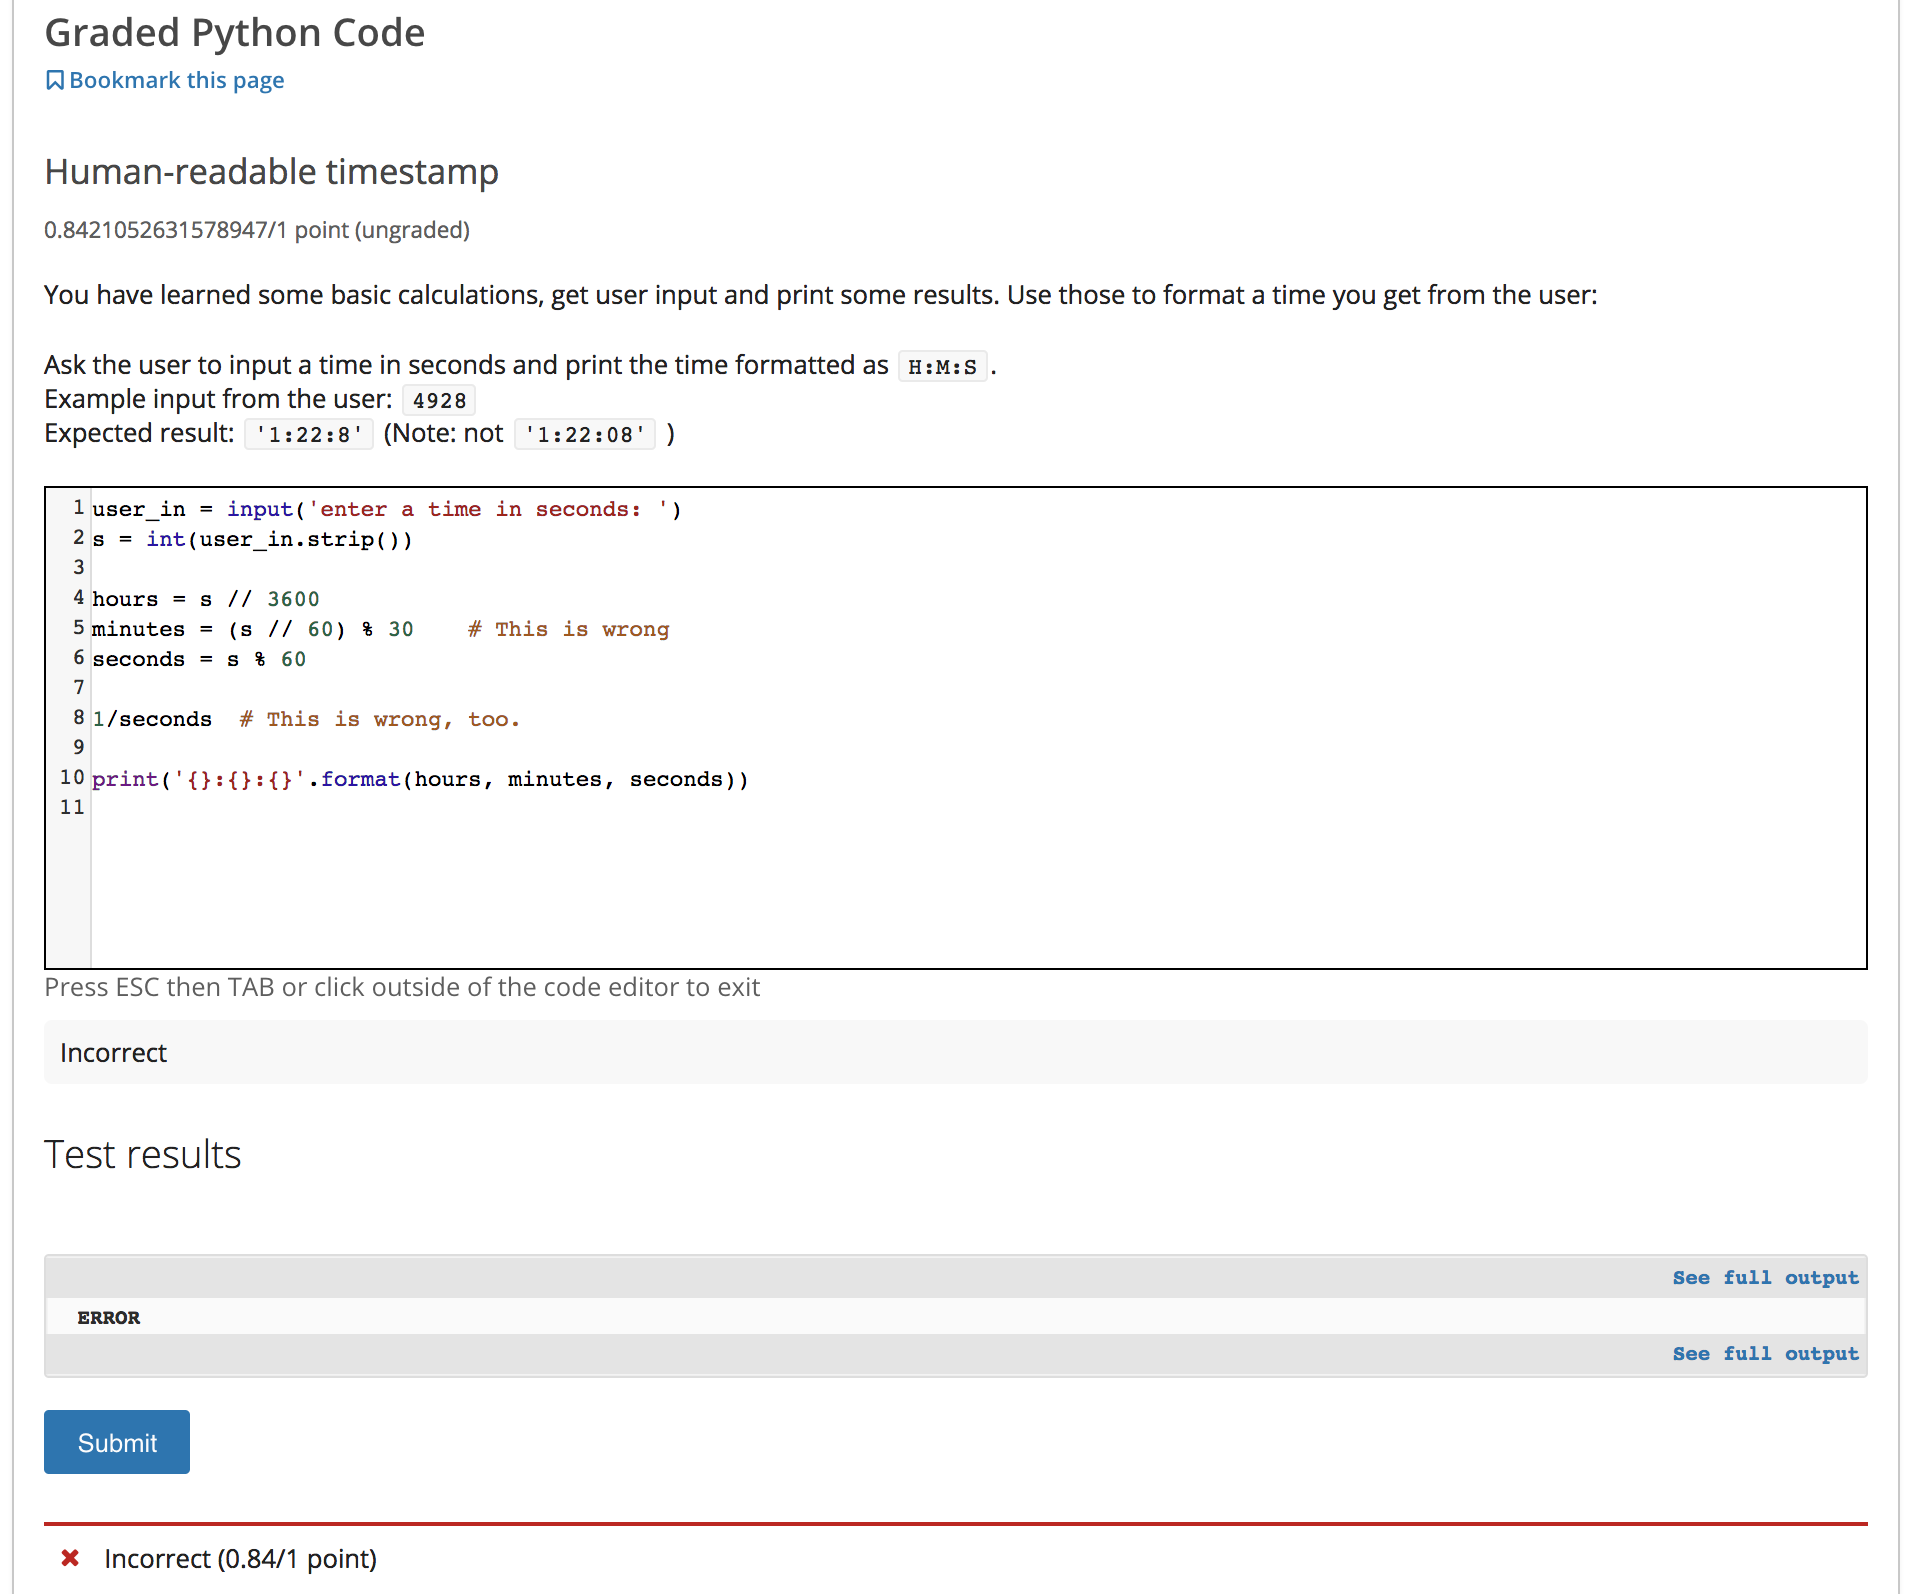 Graded Python Code
Bookmark this page
Human-readable timestamp
0.8421052631578947/1 point (ungraded)
You have learned some basic calculations, get user input and print some results. Use those to format a time you get from the user:
Ask the user to input a time in seconds and print the time formatted as H:M:S .
Example input from the user: 4928
Expected result: '1:22:8' (Note: not '1:22:08' )
1 user_in = input('enter a time in seconds: ')
2 s = int(user_in.strip())
3
4 hours = s // 3600
5 minutes = (s // 60) % 30    # This is wrong
6 seconds = s % 60
7
8 1/seconds  # This is wrong, too.
9
10 print('{}:{}:{}'.format(hours, minutes, seconds))
11
Press ESC then TAB or click outside of the code editor to exit
Incorrect
Test results
See full output
ERROR
See full output
Submit
Incorrect (0.84/1 point)